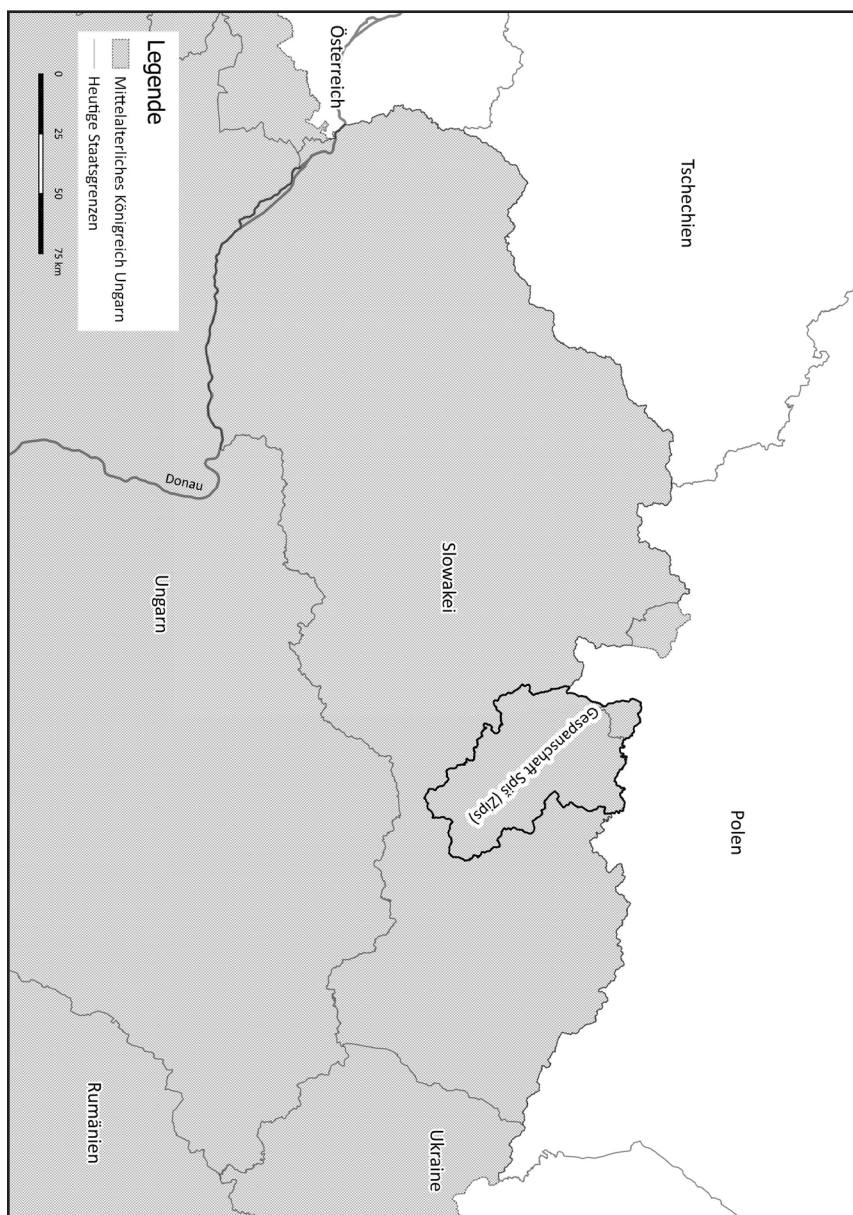 Tschechien
Polen
Österreich
Slowakei
Gespanschaft Spiš (Zips)
Ukraine
Donau
Ungarn
Rumänien
Legende
Mittelalterliches Königreich Ungarn
Heutige Staatsgrenzen
0 25 50 75 km